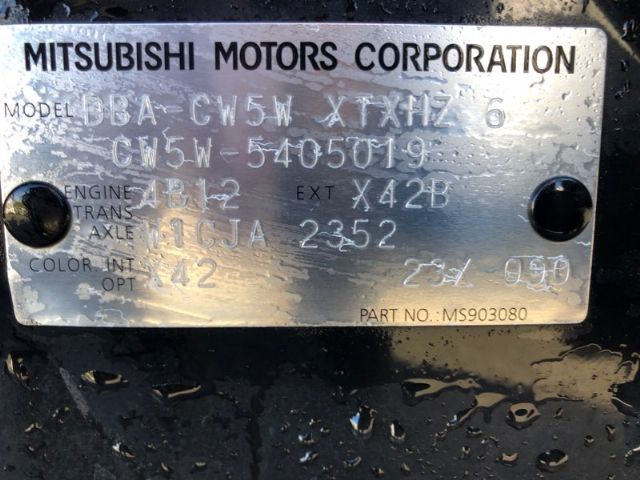 MITSUBISHI MOTORS CORPORATION
MODEL DBA-CW5W XTXHZ 6
CW5W-5405019
ENGINE 4B12 EXT X42B
TRANS
AXLE W1CJA 2352
COLOR. INT X42
OPT
PART NO.: MS903080